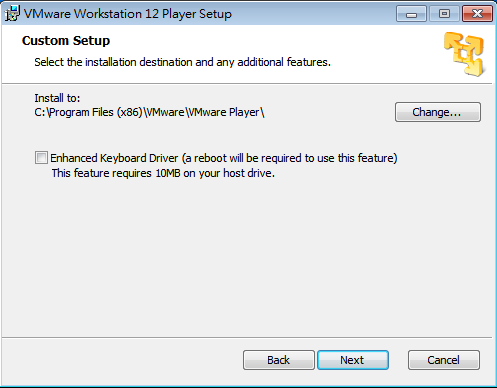 VMware Workstation 12 Player Setup
Custom Setup
Select the installation destination and any additional features.
Install to:
C:\Program Files (x86)\VMware\VMware Player\
Change...
Enhanced Keyboard Driver (a reboot will be required to use this feature)
This feature requires 10MB on your host drive.
Back
Next
Cancel